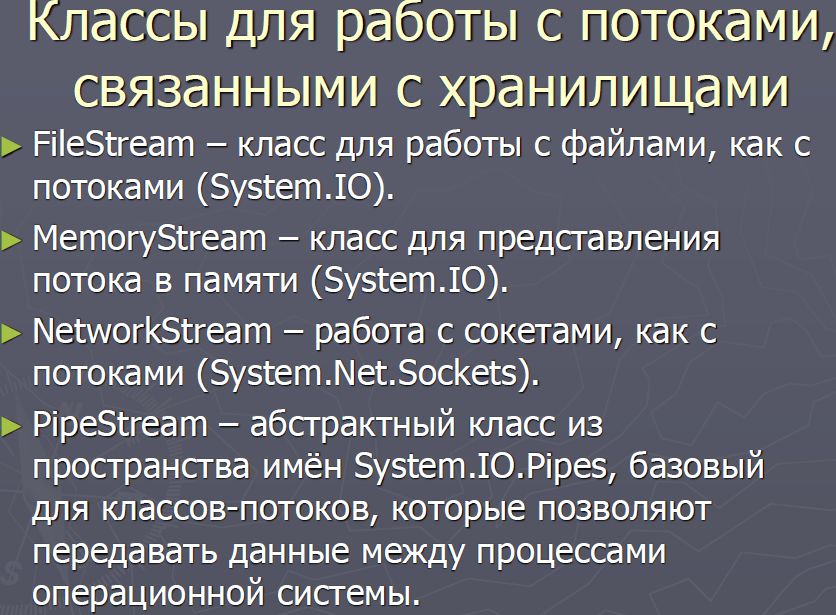 Классы для работы с потоками,
связанными с хранилищами
► FileStream – класс для работы с файлами, как с
потоками (System.IO).
► MemoryStream – класс для представления
потока в памяти (System.IO).
► NetworkStream – работа с сокетами, как с
потоками (System.Net.Sockets).
► PipeStream – абстрактный класс из
пространства имён System.IO.Pipes, базовый
для классов-потоков, которые позволяют
передавать данные между процессами
операционной системы.